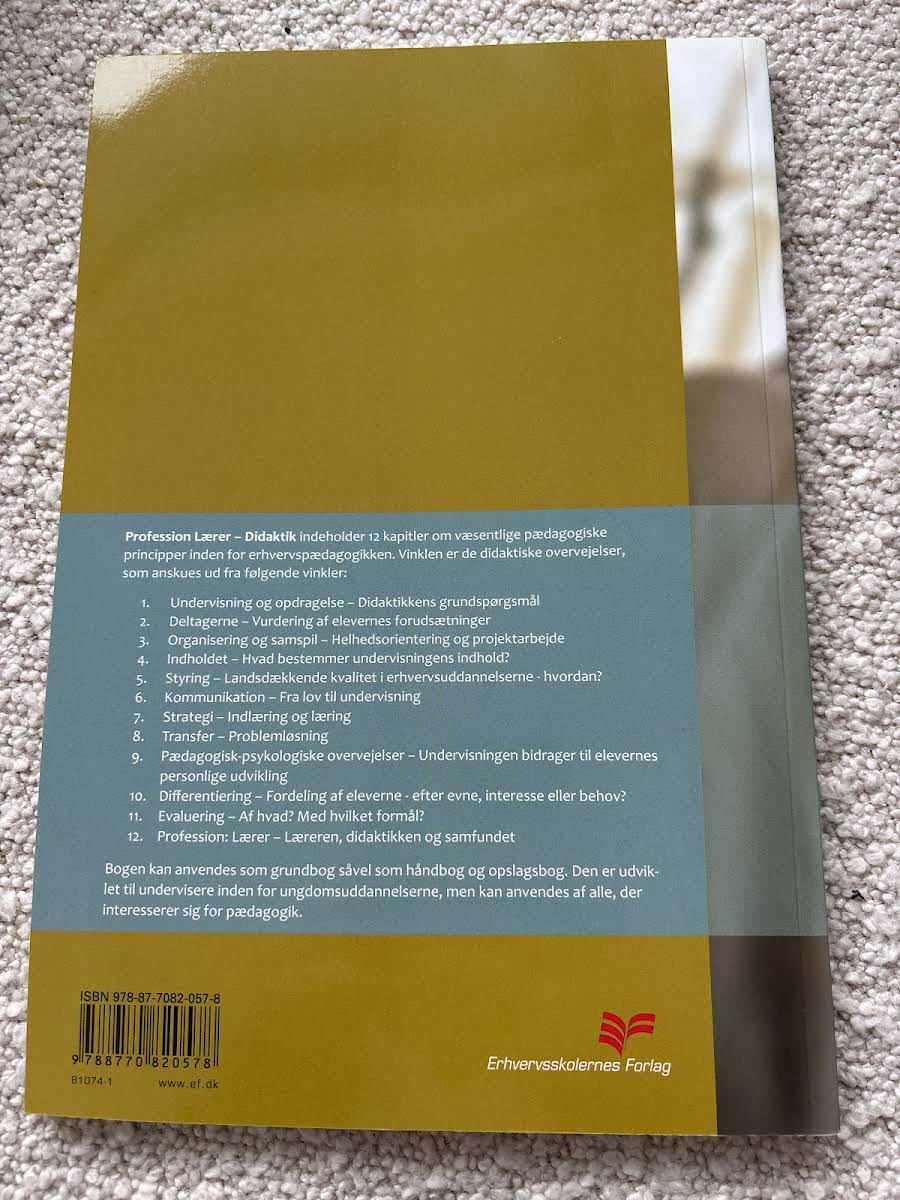 Profession Lærer – Didaktik indeholder 12 kapitler om væsentlige pædagogiske
principper inden for erhvervspædagogikken. Vinklen er de didaktiske overvejelser,
som anskues ud fra følgende vinkler:
1. Undervisning og opdragelse – Didaktikkens grundspørgsmål
2. Deltagerne – Vurdering af elevernes forudsætninger
3. Organisering og samspil – Helhedsorientering og projektarbejde
4. Indholdet – Hvad bestemmer undervisningens indhold?
5. Styring – Landsdækkende kvalitet i erhvervsuddannelserne - hvordan?
6. Kommunikation – Fra lov til undervisning
7. Strategi – Indlæring og læring
8. Transfer – Problemløsning
9. Pædagogisk-psykologiske overvejelser – Undervisningen bidrager til elevernes
personlige udvikling
10. Differentiering – Fordeling af eleverne - efter evne, interesse eller behov?
11. Evaluering – Af hvad? Med hvilket formål?
12. Profession: Lærer – Læreren, didaktikken og samfundet
Bogen kan anvendes som grundbog såvel som håndbog og opslagsbog. Den er udvik-
let til undervisere inden for ungdomsuddannelserne, men kan anvendes af alle, der
interesserer sig for pædagogik.
ISBN 978-87-7082-057-8
9 788770 820578
81074-1 www.ef.dk
Erhvervsskolernes Forlag